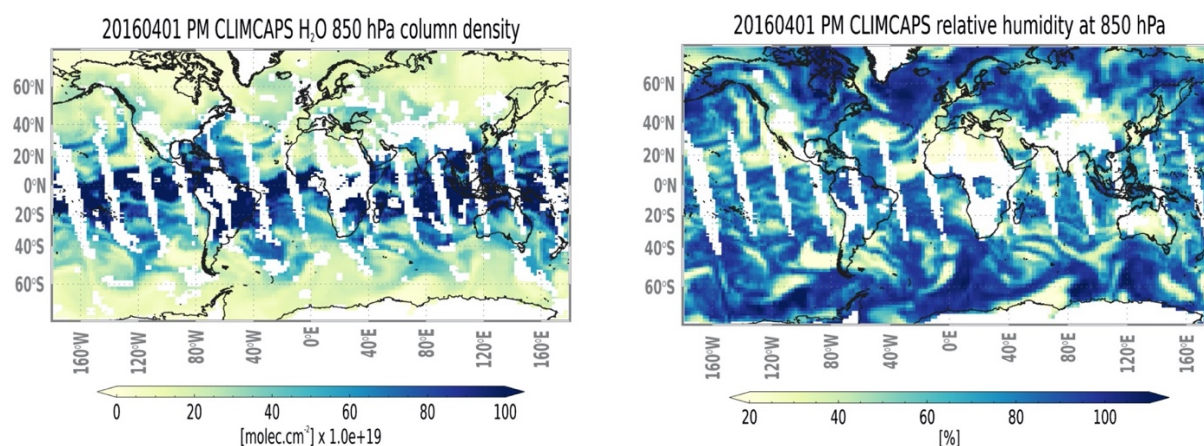 20160401 PM CLIMCAPS H₂O 850 hPa column density
60°N
40°N
20°N
0°N
20°S
40°S
60°S
160°W
120°W
80°W
40°W
0°E
40°E
80°E
120°E
160°E
0 20 40 60 80 100
[molec.cm⁻²] x 1.0e+19
20160401 PM CLIMCAPS relative humidity at 850 hPa
60°N
40°N
20°N
0°N
20°S
40°S
60°S
160°W
120°W
80°W
40°W
0°E
40°E
80°E
120°E
160°E
20 40 60 80 100
[%]